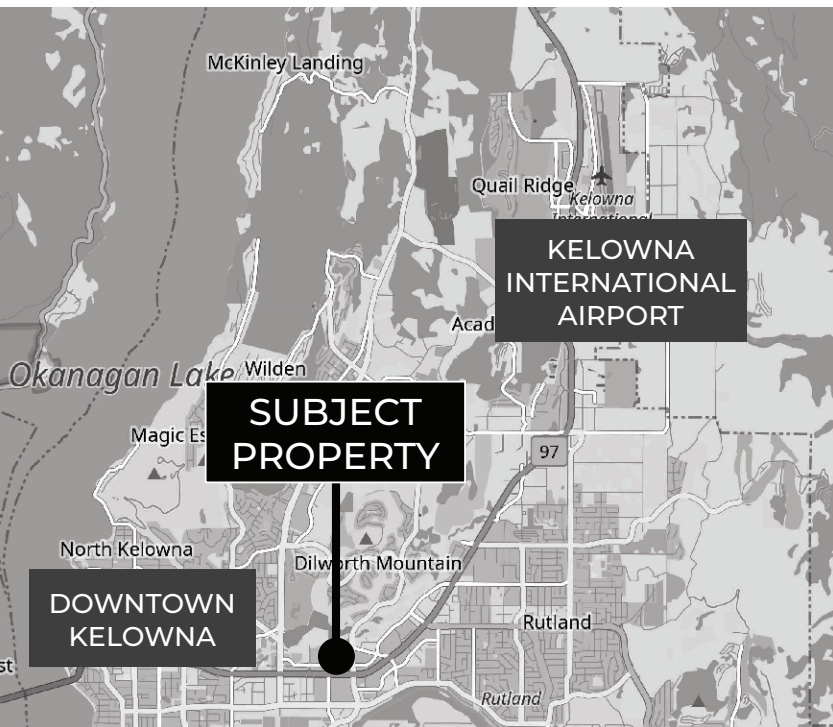 McKinley Landing
Quail Ridge
Kelowna
International
KELOWNA
INTERNATIONAL
AIRPORT
Okanagan Lake
Wilden
SUBJECT
PROPERTY
97
North Kelowna
Dilworth Mountain
DOWNTOWN
KELOWNA
Rutland
Rutland